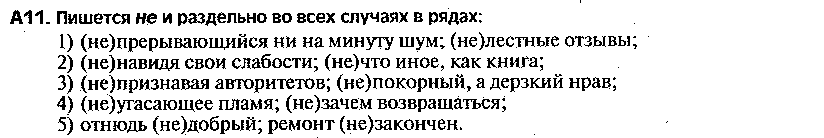 А11. Пишется не и раздельно во всех случаях в рядах:
1) (не)прерывающийся ни на минуту шум; (не)лестные отзывы;
2) (не)навидя свои слабости; (не)что иное, как книга;
3) (не)признавая авторитетов; (не)покорный, а дерзкий нрав;
4) (не)угасающее пламя; (не)зачем возвращаться;
5) отнюдь (не)добрый; ремонт (не)закончен.